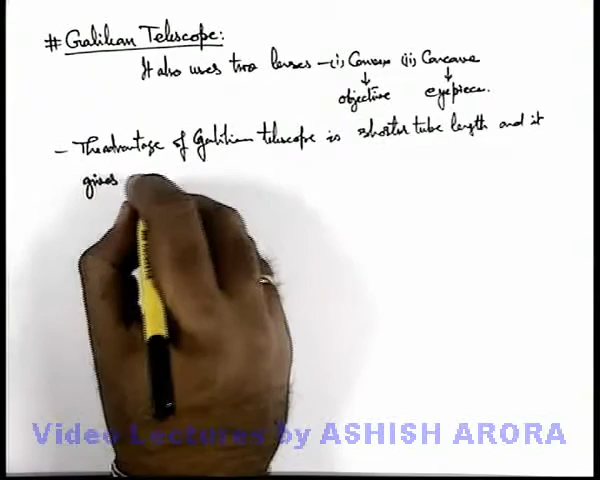 # Galilean Telescope:
It also uses two lenses – (i) Convex (ii) Concave
↓ ↓
objective eyepiece.
– The advantage of Galilian telescope is shorter tube length and it
gives
Video Lectures by ASHISH ARORA